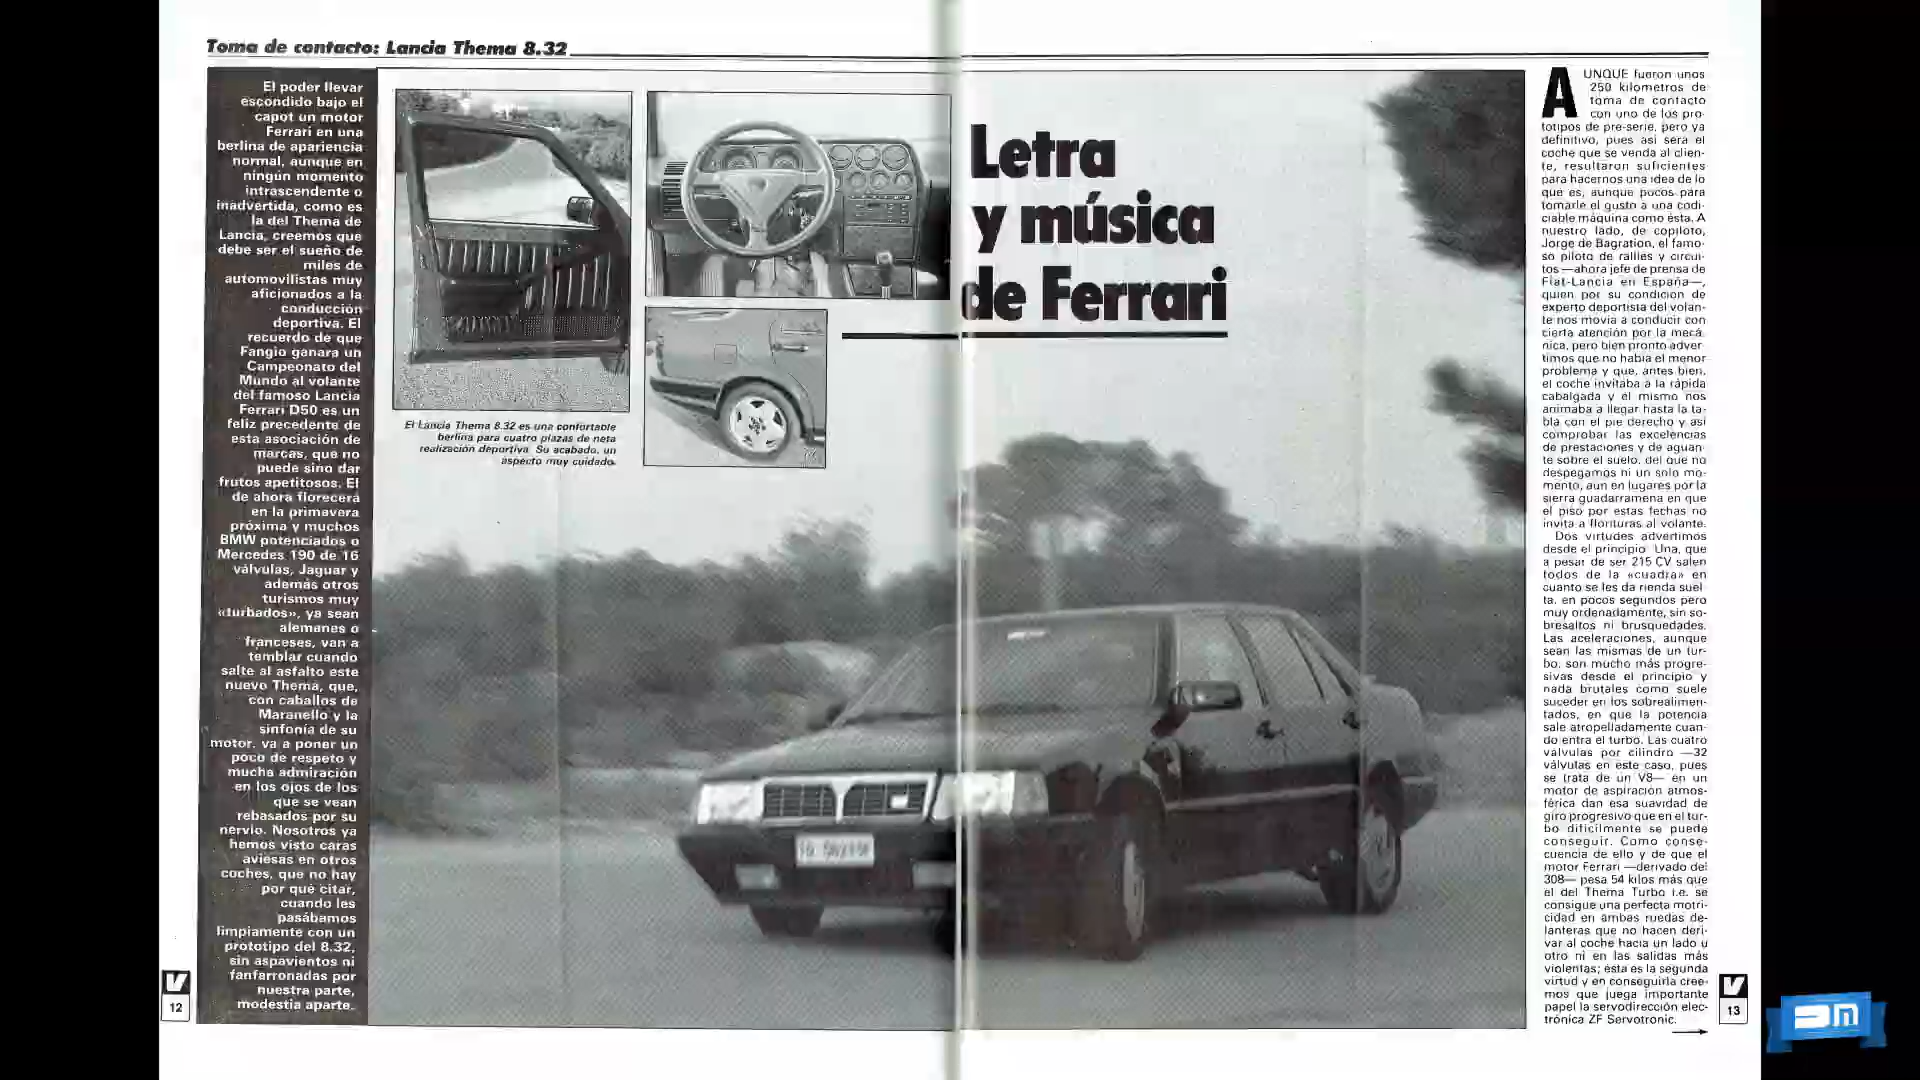 Toma de contacto: Lancia Thema 8.32
El poder llevar
escondido bajo el
capot un motor
Ferrari en una
berlina de apariencia
normal, aunque en
ningún momento
intrascendente o
inadvertida, como es
la del Thema de
Lancia, creemos que
debe ser el sueño de
miles de
automovilistas muy
aficionados a la
conducción
deportiva. El
recuerdo de que
Fangio ganara un
Campeonato del
Mundo al volante
del famoso Lancia
Ferrari D50 es un
feliz precedente de
esta asociación de
marcas, que no
puede sino dar
frutos apetitosos. El
de ahora florecerá
en la primavera
próxima y muchos
BMW potenciados o
Mercedes 190 de 16
válvulas, Jaguar y
además otros
turismos muy
«turbados», ya sean
alemanes o
franceses, van a
temblar cuando
salte al asfalto este
nuevo Thema, que,
con caballos de
Maranello y la
sinfonía de su
motor, va a poner un
poco de respeto y
mucha admiración
en los ojos de los
que se vean
rebasados por su
nervio. Nosotros ya
hemos visto caras
aviesas en otros
coches, que no hay
por qué citar,
cuando les
pasábamos
limpiamente con un
prototipo del 8.32,
sin aspavientos ni
fanfarronadas por
nuestra parte,
modestia aparte.
El Lancia Thema 8.32 es una confortable
berlina para cuatro plazas de neta
realización deportiva. Su acabado, un
aspecto muy cuidado.
Letra
y música
de Ferrari
AUNQUE fueron unos
250 kilómetros de
toma de contacto
con uno de los pro-
totipos de pre-serie, pero ya
definitivo, pues así será el
coche que se venda al clien-
te, resultaron suficientes
para hacernos una idea de lo
que es, aunque pocos para
tomarle el gusto a una codi-
ciable máquina como ésta. A
nuestro lado, de copiloto,
Jorge de Bagration, el famo-
so piloto de rallies y circui-
tos —ahora jefe de prensa de
Fiat-Lancia en España—,
quien por su condición de
experto deportista del volan-
te nos movía a conducir con
cierta atención por la mecá-
nica, pero bien pronto adver-
timos que no había el menor
problema y que, antes bien,
el coche invitaba a la rápida
cabalgada y él mismo nos
animaba a llegar hasta la ta-
bla con el pie derecho y así
comprobar las excelencias
de prestaciones y de aguan-
te sobre el suelo, del que no
despegamos ni un solo mo-
mento, aun en lugares por la
sierra guadarrameña en que
el piso por estas fechas no
invita a florituras al volante.
Dos virtudes advertimos
desde el principio. Una, que
a pesar de ser 215 CV salen
todos de la «cuadra» en
cuanto se les da rienda suel-
ta, en pocos segundos pero
muy ordenadamente, sin so-
bresaltos ni brusquedades.
Las aceleraciones, aunque
sean las mismas de un tur-
bo, son mucho más progre-
sivas desde el principio y
nada brutales como suele
suceder en los sobrealimen-
tados, en que la potencia
sale atropelladamente cuan-
do entra el turbo. Las cuatro
válvulas por cilindro —32
válvulas en este caso, pues
se trata de un V8— en un
motor de aspiración atmos-
férica dan esa suavidad de
giro progresivo que en el tur-
bo difícilmente se puede
conseguir. Como conse-
cuencia de ello y de que el
motor Ferrari —derivado del
308— pesa 54 kilos más que
el del Thema Turbo i.e. se
consigue una perfecta motri-
cidad en ambas ruedas de-
lanteras que no hacen deri-
var al coche hacia un lado u
otro ni en las salidas más
violentas; ésta es la segunda
virtud y en conseguirla cree-
mos que juega importante
papel la servodirección elec-
trónica ZF Servotronic.
V
12
V
13